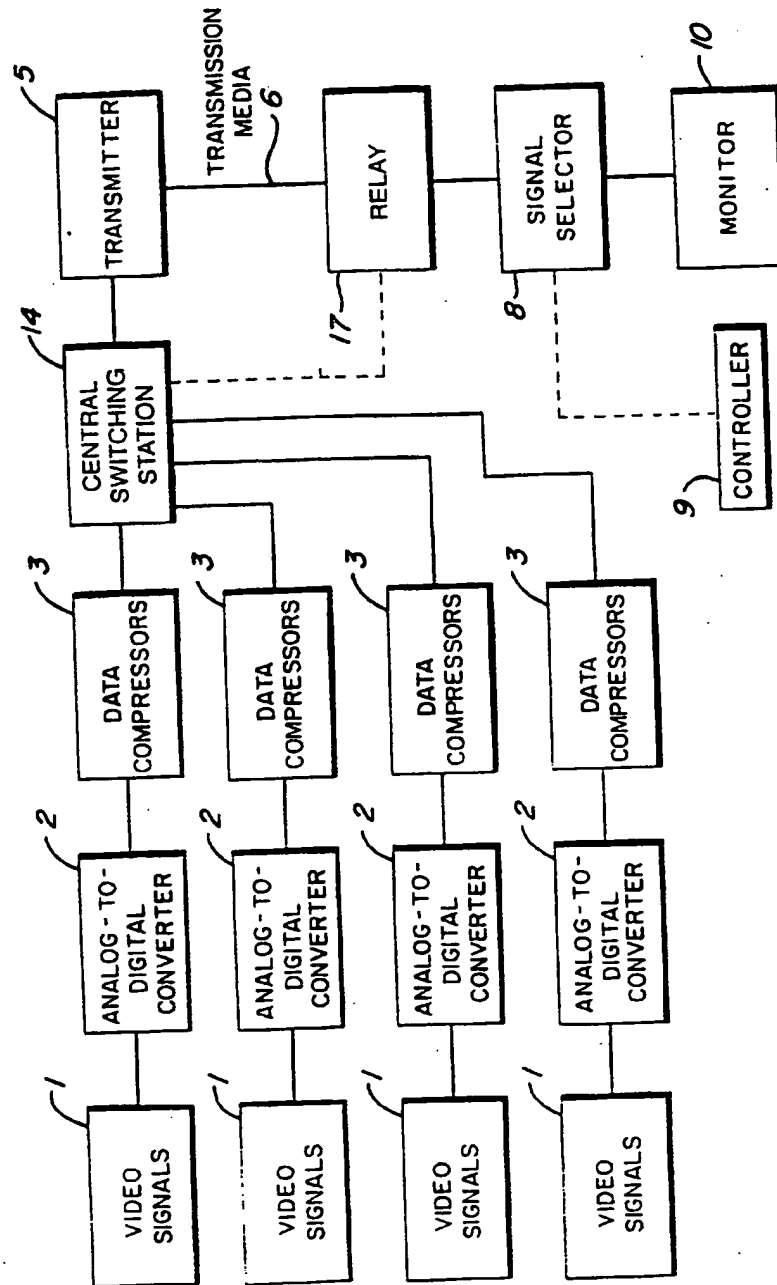 1
VIDEO
SIGNALS
2
ANALOG-TO-
DIGITAL
CONVERTER
3
DATA
COMPRESSORS
14
CENTRAL
SWITCHING
STATION
5
TRANSMITTER
1
VIDEO
SIGNALS
2
ANALOG-TO-
DIGITAL
CONVERTER
3
DATA
COMPRESSORS
TRANSMISSION
MEDIA
6
1
VIDEO
SIGNALS
2
ANALOG-TO-
DIGITAL
CONVERTER
3
DATA
COMPRESSORS
17
RELAY
1
VIDEO
SIGNALS
2
ANALOG-TO-
DIGITAL
CONVERTER
3
DATA
COMPRESSORS
8
SIGNAL
SELECTOR
9
CONTROLLER
10
MONITOR